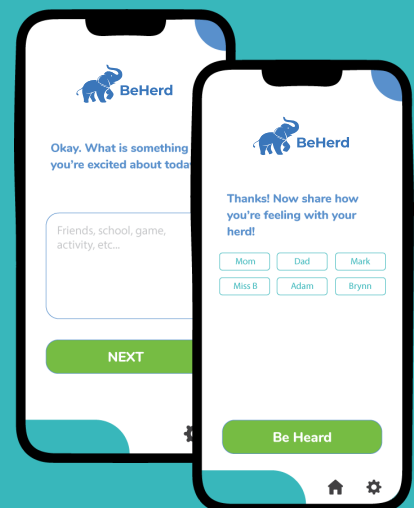 BeHerd
Okay. What is something
you're excited about
Friends, school, game,
activity, etc...
NEXT
BeHerd
Thanks! Now share how
you're feeling with your
herd!
Mom Dad Mark
Miss B Adam Brynn
Be Heard